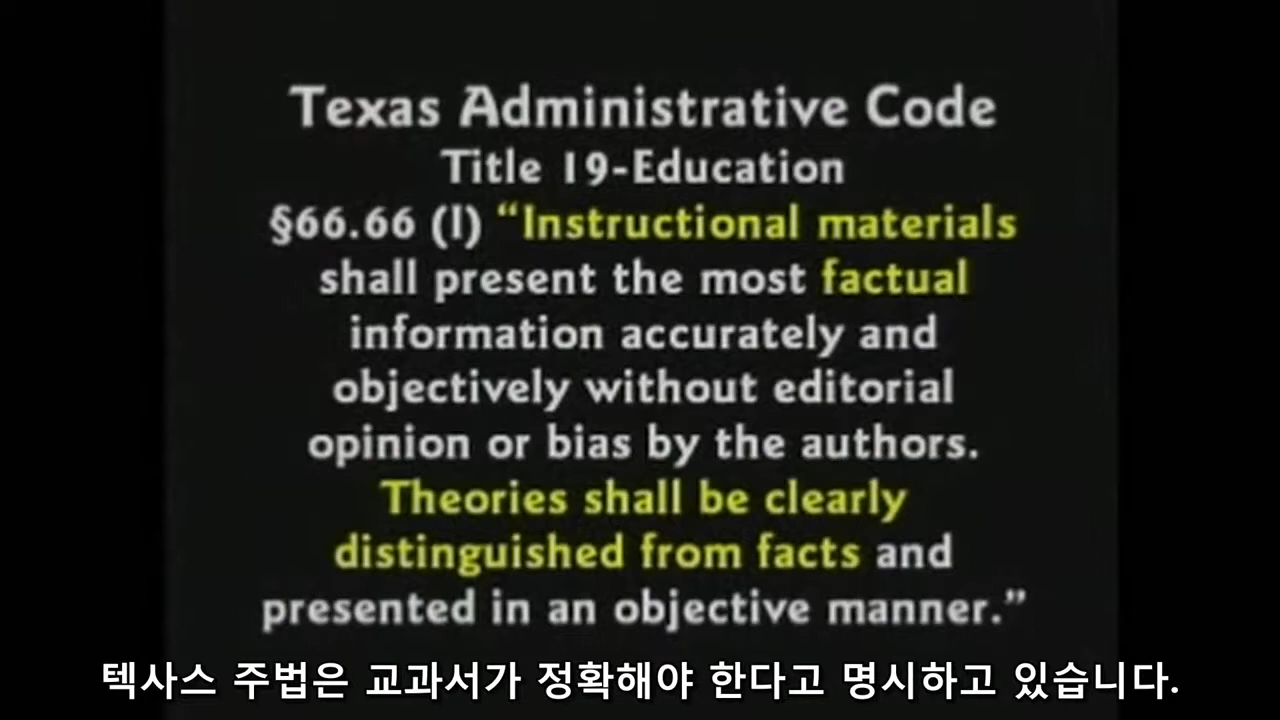 Texas Administrative Code
Title 19-Education
§66.66 (l) “Instructional materials
shall present the most factual
information accurately and
objectively without editorial
opinion or bias by the authors.
Theories shall be clearly
distinguished from facts and
presented in an objective manner.”
텍사스 주법은 교과서가 정확해야 한다고 명시하고 있습니다.